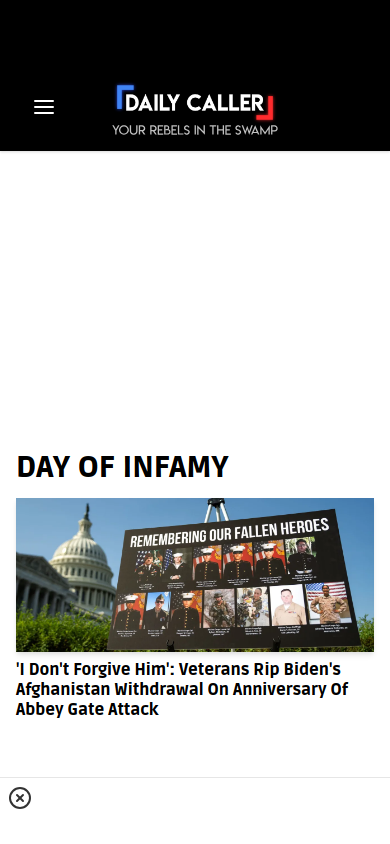 DAILY CALLER
YOUR REBELS IN THE SWAMP
DAY OF INFAMY
REMEMBERING OUR FALLEN HEROES
'I Don't Forgive Him': Veterans Rip Biden's
Afghanistan Withdrawal On Anniversary Of
Abbey Gate Attack